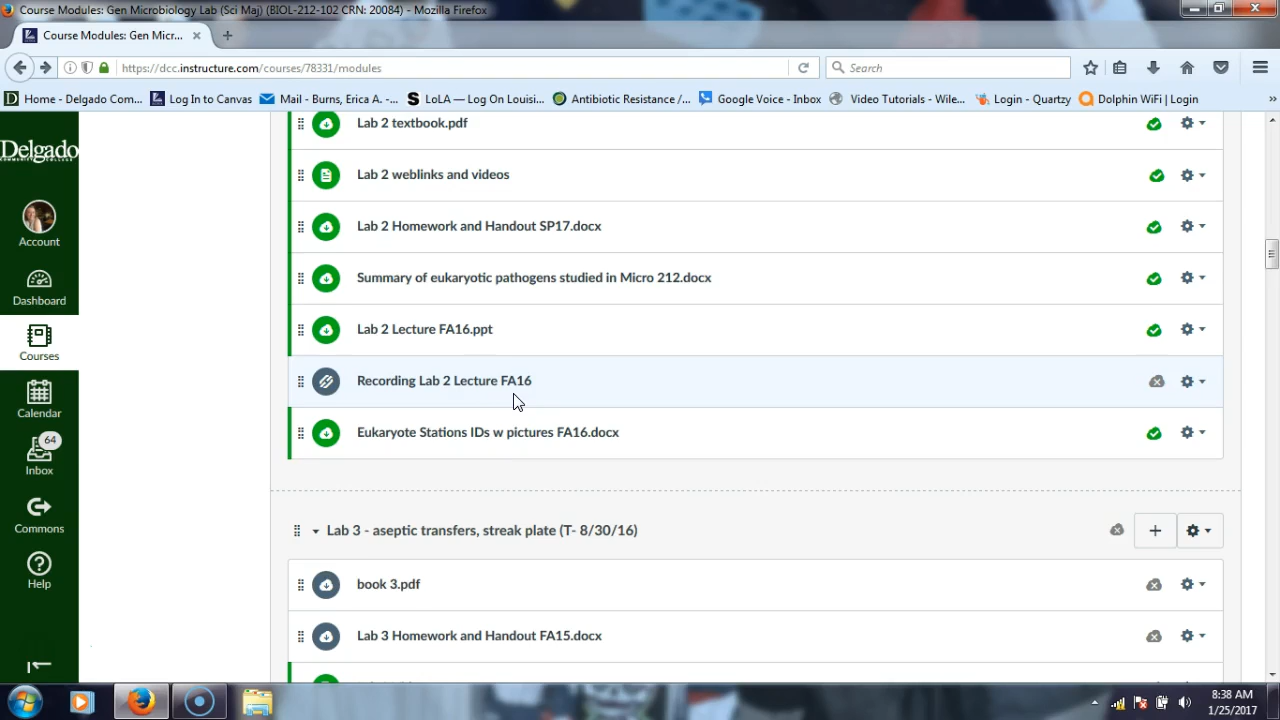 Course Modules: Gen Microbiology Lab (Sci Maj) (BIOL-212-102 CRN: 20084) - Mozilla Firefox
Course Modules: Gen Micr...
https://dcc.instructure.com/courses/78331/modules
Search
Home - Delgado Com...
Log In to Canvas
Mail - Burns, Erica A. -...
LoLA — Log On Louisi...
Antibiotic Resistance /...
Google Voice - Inbox
Video Tutorials - Wile...
Login - Quartzy
Dolphin WiFi | Login
»
Delgado
COMMUNITY COLLEGE
Account
Dashboard
Courses
Calendar
64
Inbox
Commons
Help
Lab 2 textbook.pdf
Lab 2 weblinks and videos
Lab 2 Homework and Handout SP17.docx
Summary of eukaryotic pathogens studied in Micro 212.docx
Lab 2 Lecture FA16.ppt
Recording Lab 2 Lecture FA16
Eukaryote Stations IDs w pictures FA16.docx
Lab 3 - aseptic transfers, streak plate (T- 8/30/16)
book 3.pdf
Lab 3 Homework and Handout FA15.docx
8:38 AM
1/25/2017